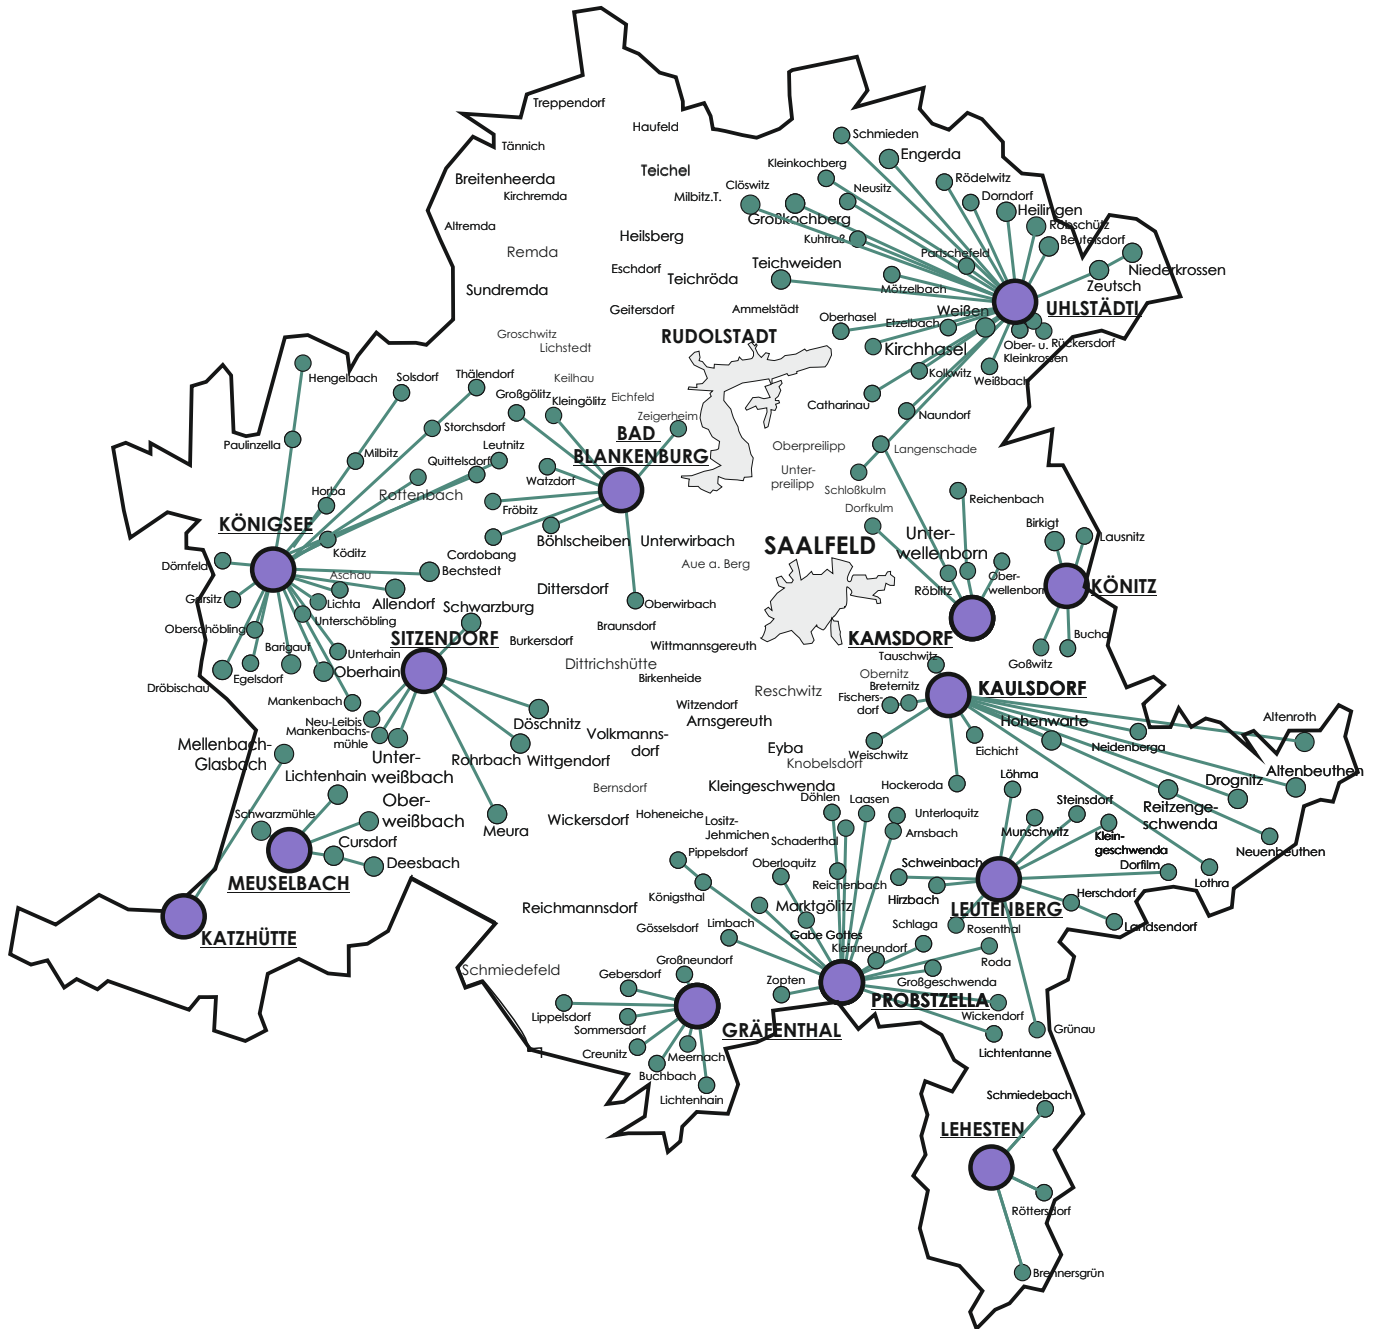 Treppendorf
Haufeld
Tännich
Teichel
Breitenheerda
Kirchremda
Milbitz.T.
Altremda
Heilsberg
Remda
Eschdorf
Teichröda
Sundremda
Geitersdorf
Ammelstädt
Groschwitz
Lichstedt
RUDOLSTADT
Keilhau
Eichfeld
Zeigerheim
Schmieden
Engerda
Kleinkochberg
Rödelwitz
Clöswitz
Neusitz
Dorndorf
Großkochberg
Heilingen
Röbschütz
Kuhfraß
Beutelsdorf
Partschefeld
Teichweiden
Niederkrossen
Mötzelbach
Zeutsch
UHLSTÄDTL
Weißen
Oberhasel
Etzelbach
Kirchhasel
Ober- u.
Kleinkrossen
Rückersdorf
Kolkwitz
Weißbach
Catharinau
Naundorf
Oberpreilipp
Langenschade
Unter-
preilipp
Schloßkulm
Dorfkulm
Reichenbach
Hengelbach
Solsdorf
Thälendorf
Großgölitz
Kleingölitz
Paulinzella
Storchsdorf
BAD
BLANKENBURG
Milbitz
Leutnitz
Quittelsdorf
Watzdorf
Rottenbach
Horba
Fröbitz
KÖNIGSEE
Köditz
Cordobang
Böhlscheiben
Unterwirbach
SAALFELD
Unter-
wellenborn
Birkigt
Lausnitz
Dörnfeld
Aschau
Bechstedt
Aue a. Berg
Röblitz
Ober-
wellenborn
KÖNITZ
Garsitz
Lichta
Allendorf
Dittersdorf
Oberwirbach
Schwarzburg
Oberschöbling
Unterschöbling
SITZENDORF
Burkersdorf
Braunsdorf
Wittmannsgereuth
KAMSDORF
Bucha
Goßwitz
Barigau
Unterhain
Egelsdorf
Oberhain
Dröbischau
Mankenbach
Dittrichshütte
Birkenheide
Tauschwitz
Obernitz
Breternitz
Reschwitz
Fischers-
dorf
KAULSDORF
Neu-Leibis
Mankenbachs-
mühle
Döschnitz
Witzendorf
Arnsgereuth
Hohenwarte
Altenroth
Mellenbach-
Glasbach
Unter-
weißbach
Rohrbach
Wittgendorf
Volkmanns-
dorf
Eyba
Knobelsdorf
Weischwitz
Eichicht
Neidenberga
Lichtenhain
Bernsdorf
Kleingeschwenda
Hockeroda
Löhma
Drognitz
Altenbeuthen
Schwarzmühle
Ober-
weißbach
Meura
Wickersdorf
Hoheneiche
Lositz-
Jehmichen
Döhlen
Laasen
Unterloquitz
Steinsdorf
Reitzenge-
schwenda
Cursdorf
Schaderthal
Arnsbach
Munschwitz
Klein-
geschwenda
Neuenbeuthen
Deesbach
Pippelsdorf
Oberloquitz
Schweinbach
Dorfilm
MEUSELBACH
Königsthal
Reichenbach
Hirzbach
Herschdorf
Lothra
Reichmannsdorf
Marktgölitz
LEUTENBERG
KATZHÜTTE
Gösselsdorf
Limbach
Gabe Gottes
Schlaga
Rosenthal
Landsendorf
Kleinneundorf
Großneundorf
Roda
Schmiedefeld
Gebersdorf
Zopten
Großgeschwenda
PROBSTZELLA
Lippelsdorf
Sommersdorf
GRÄFENTHAL
Wickendorf
Grünau
Creunitz
Meernach
Lichtentanne
Buchbach
Lichtenhain
Schmiedebach
LEHESTEN
Röttersdorf
Brennersgrün